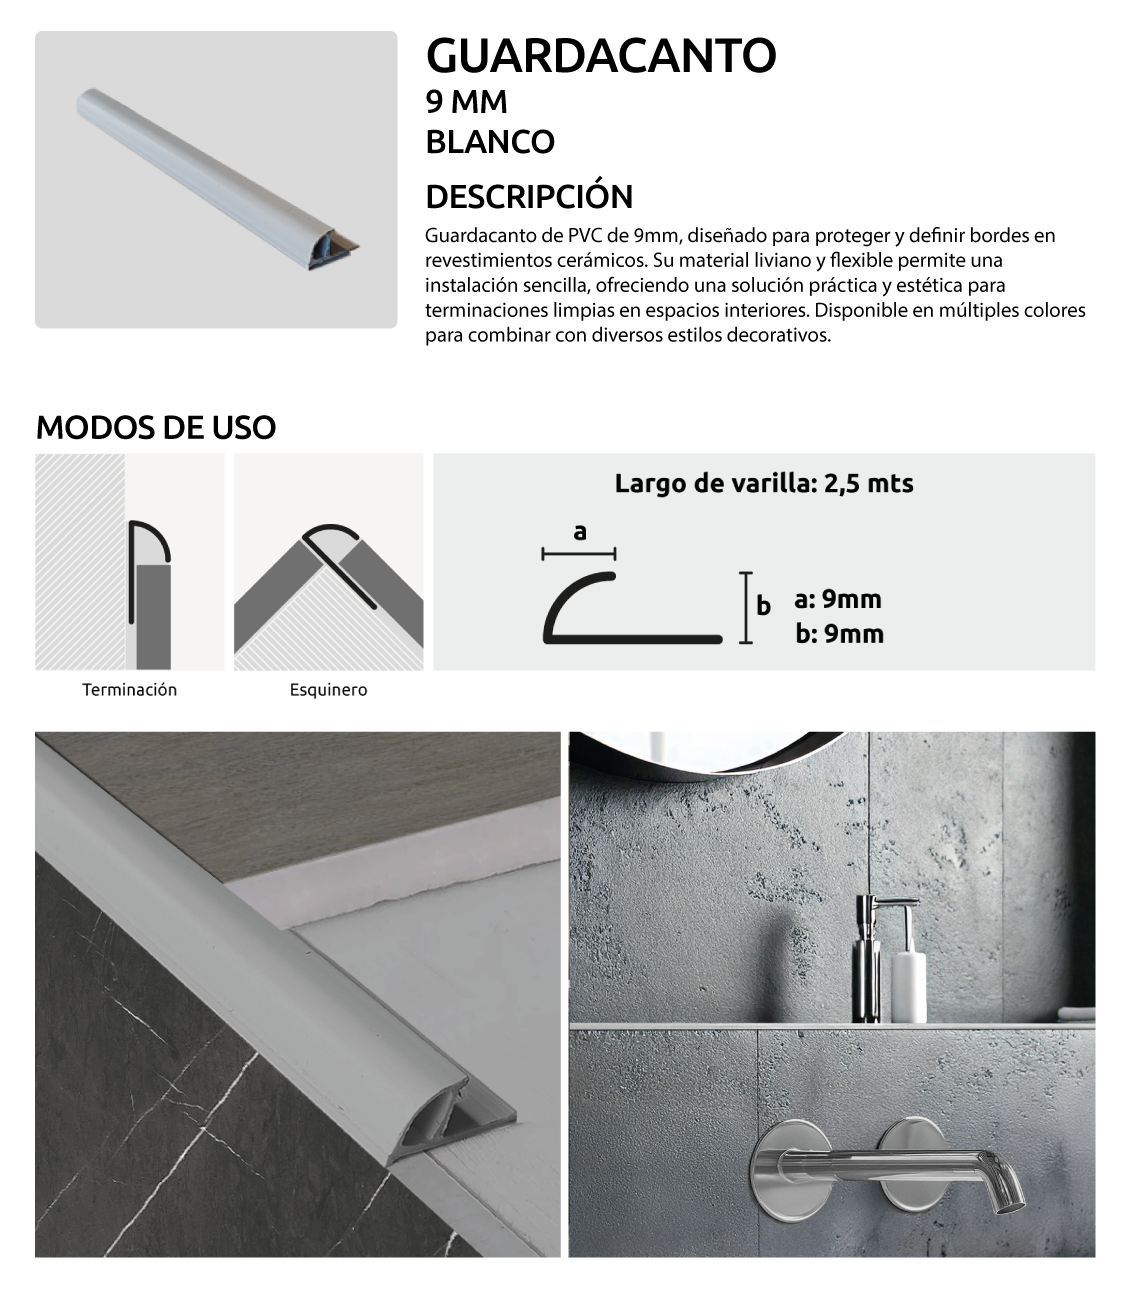 GUARDACANTO
9 MM
BLANCO
DESCRIPCIÓN
Guardacanto de PVC de 9mm, diseñado para proteger y definir bordes en
revestimientos cerámicos. Su material liviano y flexible permite una
instalación sencilla, ofreciendo una solución práctica y estética para
terminaciones limpias en espacios interiores. Disponible en múltiples colores
para combinar con diversos estilos decorativos.
MODOS DE USO
Terminación
Esquinero
Largo de varilla: 2,5 mts
a
b
a: 9mm
b: 9mm